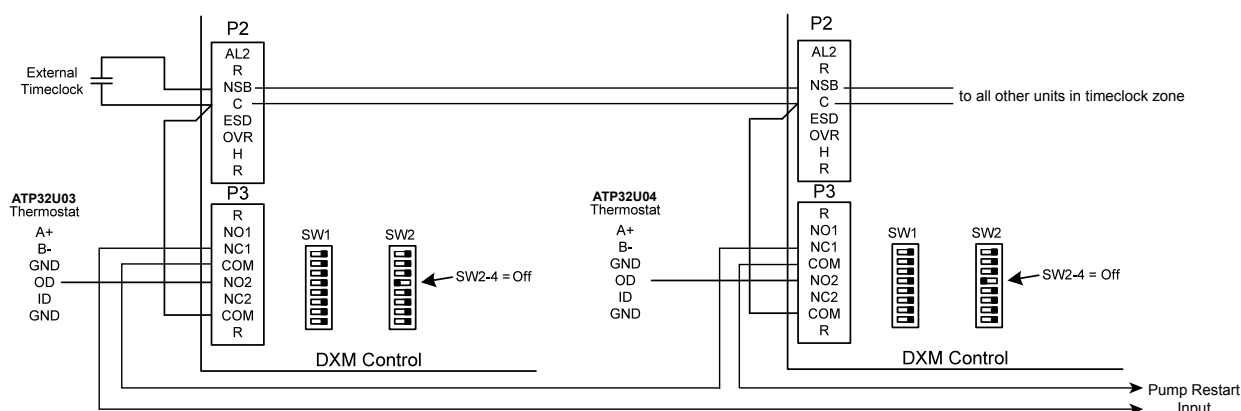 P2
AL2
R
NSB
C
ESD
OVR
H
R
External
Timeclock
P3
R
NO1
NC1
COM
NO2
NC2
COM
R
ATP32U03
Thermostat
A+
B-
GND
OD
ID
GND
SW1
SW2
SW2-4 = Off
DXM Control
P2
AL2
R
NSB
C
ESD
OVR
H
R
to all other units in timeclock zone
P3
R
NO1
NC1
COM
NO2
NC2
COM
R
ATP32U04
Thermostat
A+
B-
GND
OD
ID
GND
SW1
SW2
SW2-4 = Off
DXM Control
Pump Restart
Input